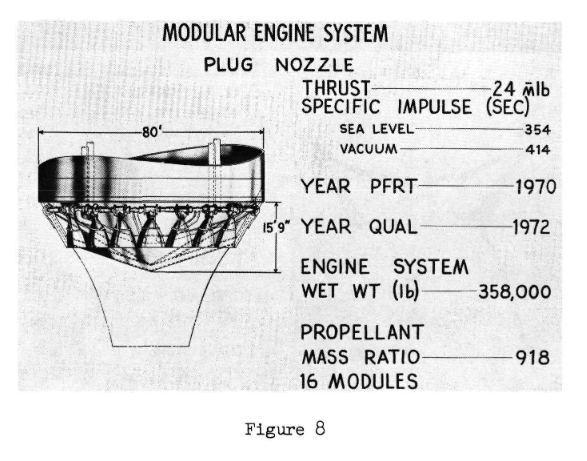 MODULAR ENGINE SYSTEM
PLUG NOZZLE
THRUST 24 m̄lb
SPECIFIC IMPULSE (SEC)
SEA LEVEL 354
VACUUM 414
80'
YEAR PFRT 1970
15'9"
YEAR QUAL 1972
ENGINE SYSTEM
WET WT (lb) 358,000
PROPELLANT
MASS RATIO 918
16 MODULES
Figure 8